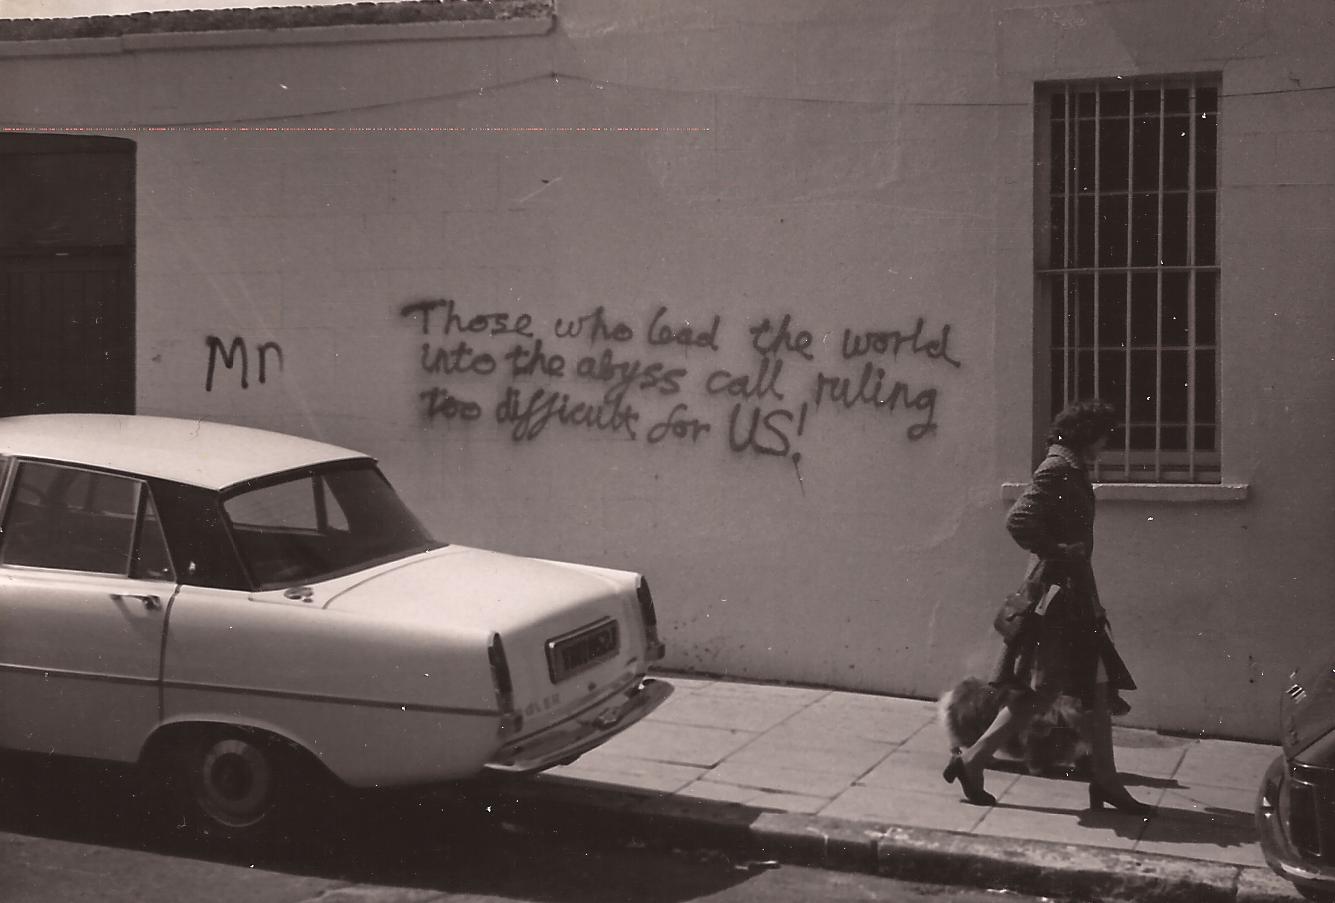 Mn
Those who lead the world
into the abyss call ruling
too difficult for US!